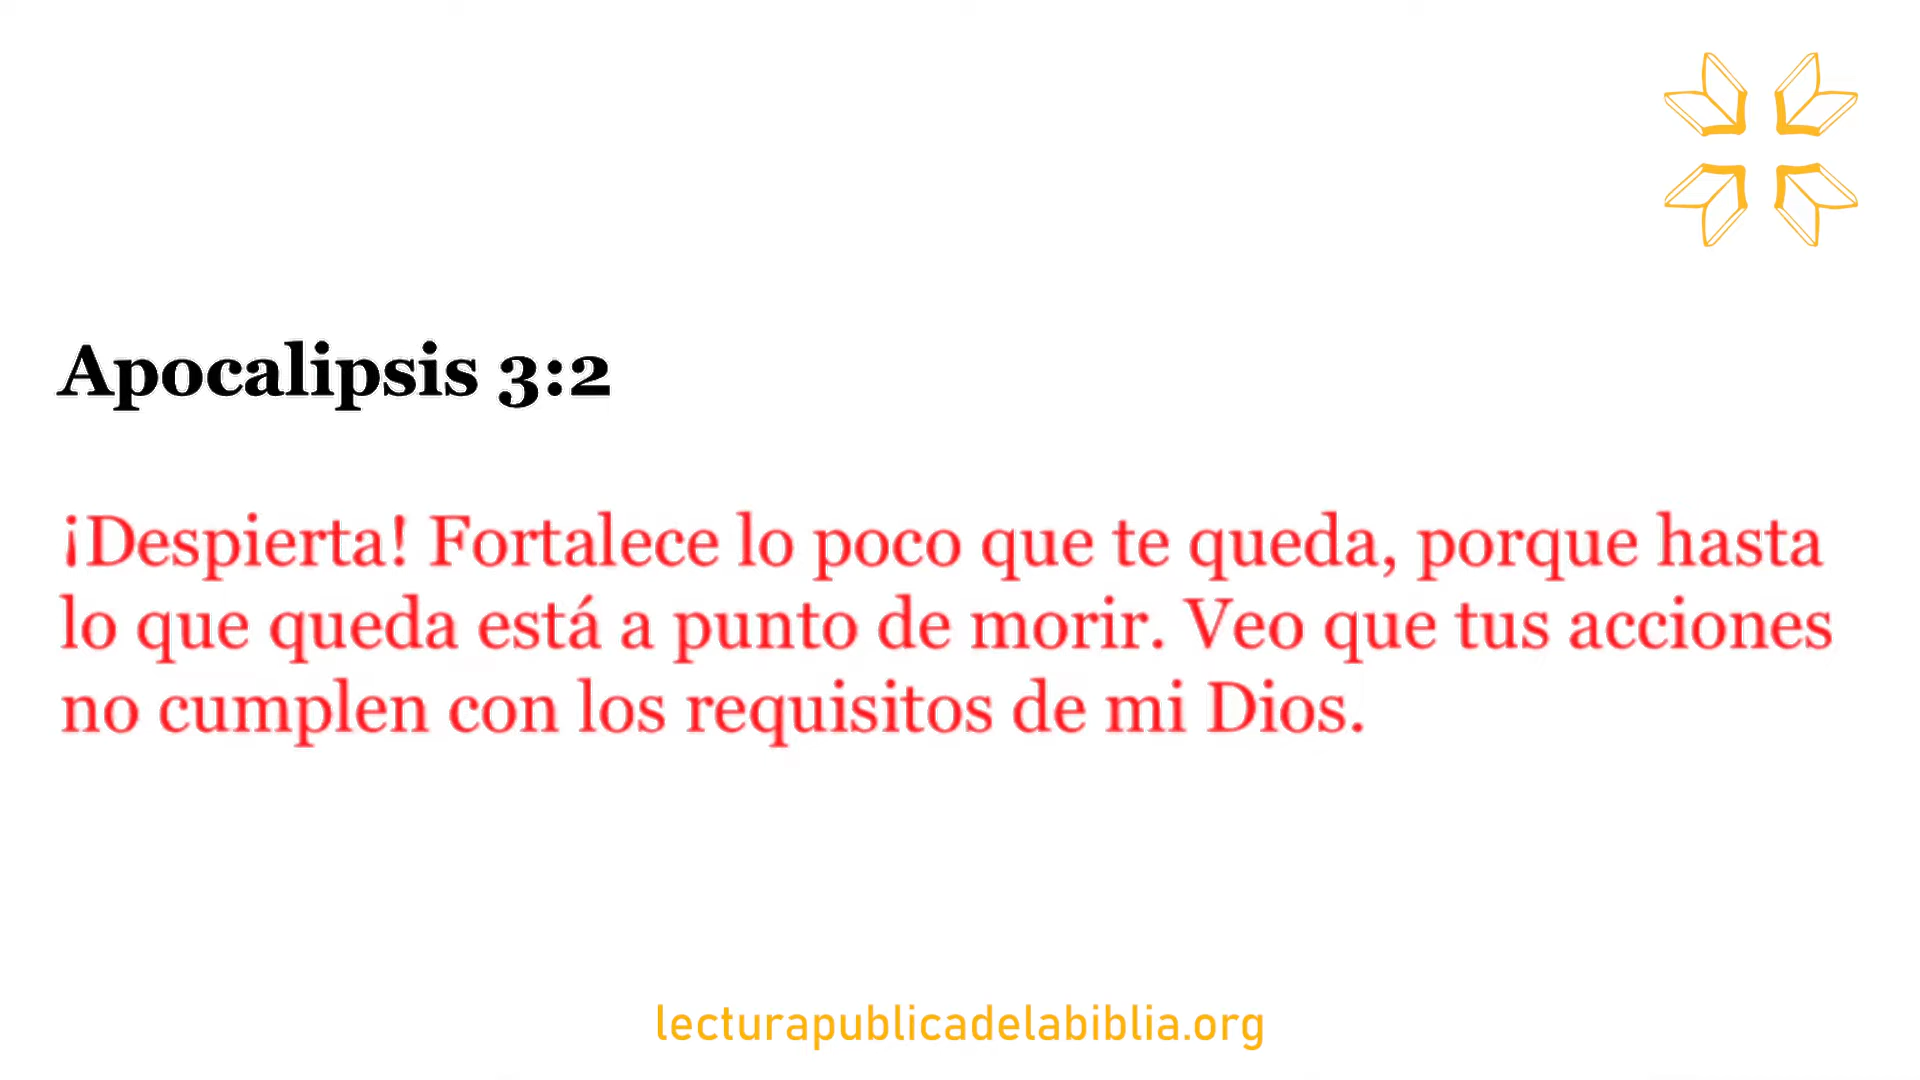 Apocalipsis 3:2
¡Despierta! Fortalece lo poco que te queda, porque hasta
lo que queda está a punto de morir. Veo que tus acciones
no cumplen con los requisitos de mi Dios.
lecturapublicadelabiblia.org